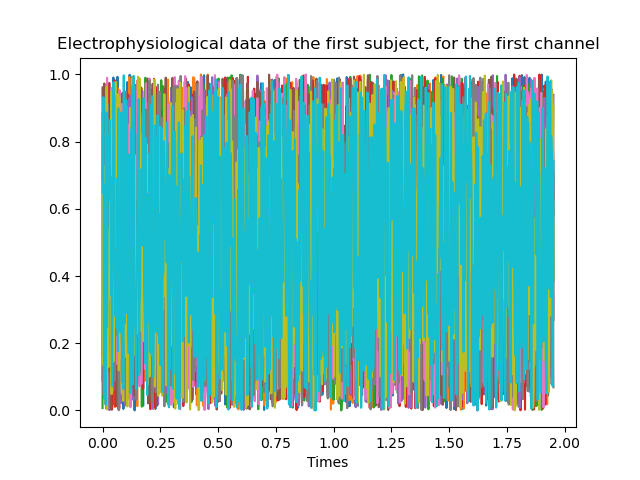 Electrophysiological data of the first subject, for the first channel
1.0
0.8
0.6
0.4
0.2
0.0
0.00 0.25 0.50 0.75 1.00 1.25 1.50 1.75 2.00
Times